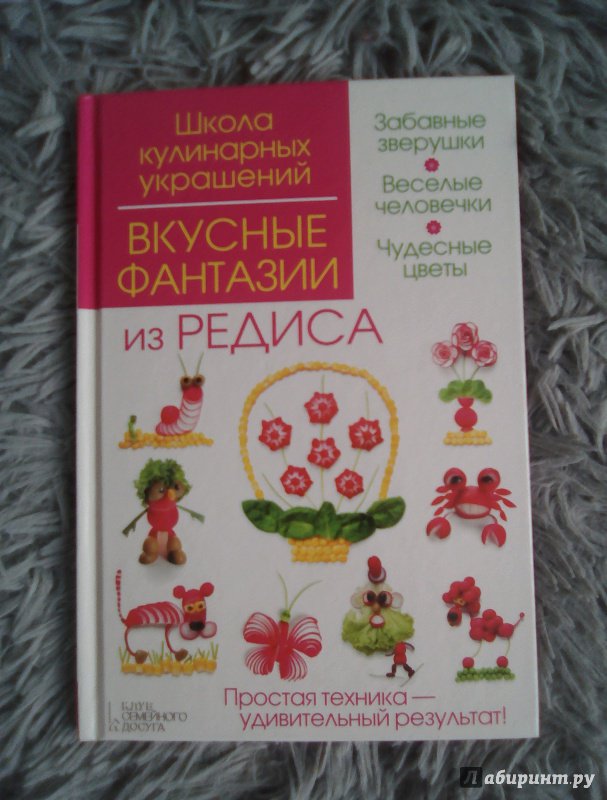 Школа
кулинарных
украшений
ВКУСНЫЕ
ФАНТАЗИИ
из РЕДИСА
Забавные
зверушки
Веселые
человечки
Чудесные
цветы
Простая техника —
удивительный результат!
КЛУБ
СЕМЕЙНОГО
ДОСУГА
Лабиринт.ру